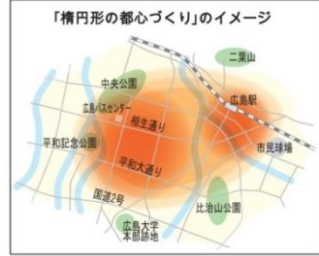 「楕円形の都心づくり」のイメージ
二葉山
中央公園
広島バスセンター
広島駅
相生通り
平和記念公園
市民球場
平和大通り
国道2号
比治山公園
広島大学
本部跡地